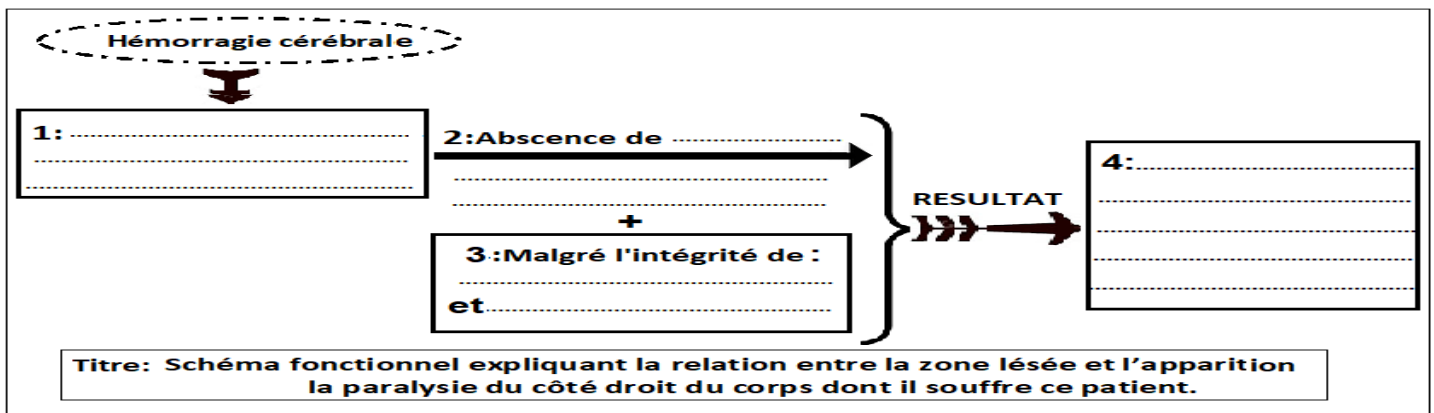 Hémorragie cérébrale
1: ........................................
........................................
........................................
2:Abscence de ....................
........................................
........................................
+
3:Malgré l'intégrité de :
........................................
et........................................
RESULTAT
4:........................................
........................................
........................................
........................................
........................................
Titre: Schéma fonctionnel expliquant la relation entre la zone lésée et l’apparition
la paralysie du côté droit du corps dont il souffre ce patient.